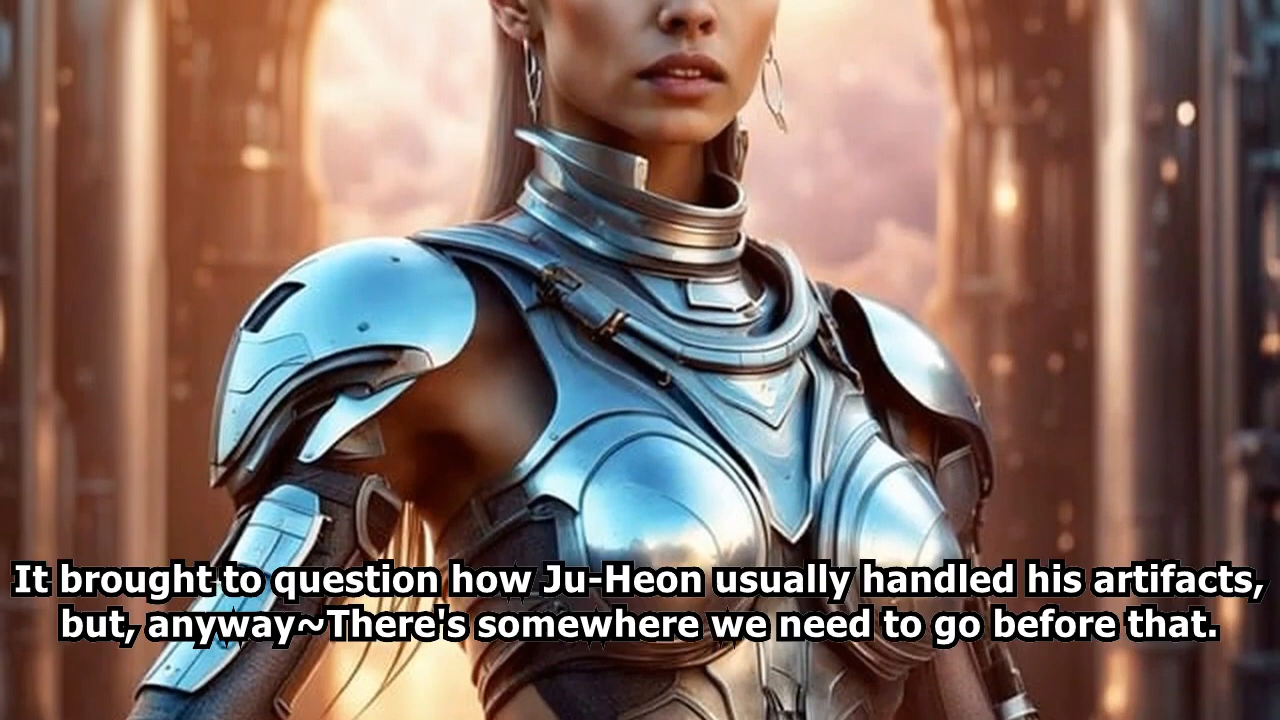 It brought to question how Ju-Heon usually handled his artifacts,
but, anyway~There's somewhere we need to go before that.